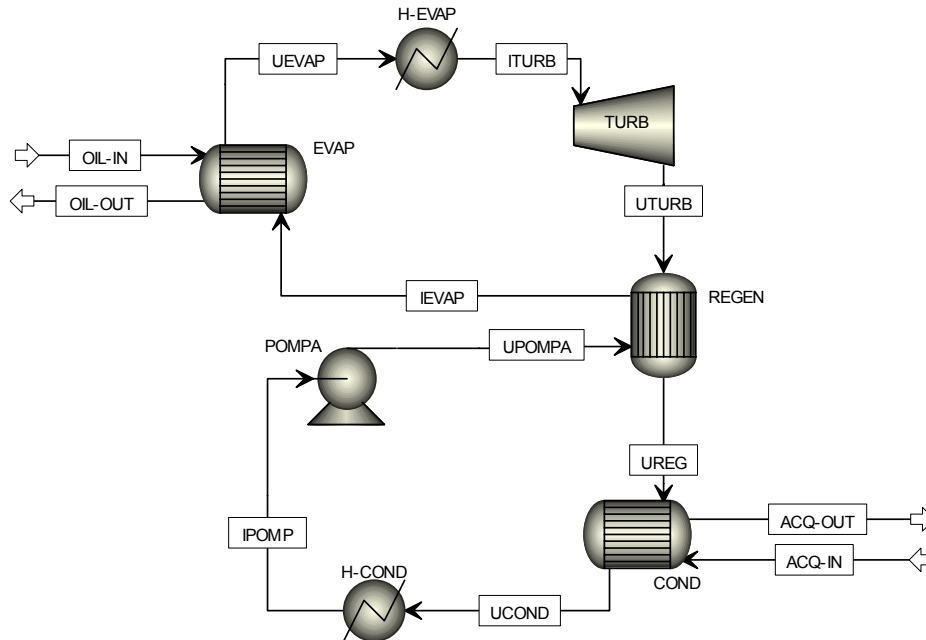 H-EVAP
UEVAP
ITURB
TURB
OIL-IN
EVAP
OIL-OUT
UTURB
IEVAP
REGEN
POMPA
UPOMPA
UREG
ACQ-OUT
IPOMP
ACQ-IN
H-COND
COND
UCOND